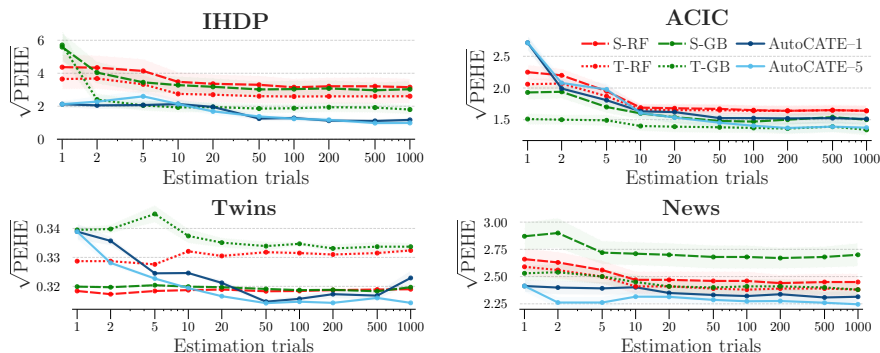 IHDP
√PEHE
6
4
2
0
1 2 5 10 20 50 100 200 500 1000
Estimation trials
ACIC
S-RF S-GB AutoCATE–1
T-RF T-GB AutoCATE–5
√PEHE
2.5
2.0
1.5
1 2 5 10 20 50 100 200 500 1000
Estimation trials
Twins
√PEHE
0.34
0.33
0.32
1 2 5 10 20 50 100 200 500 1000
Estimation trials
News
√PEHE
3.00
2.75
2.50
2.25
1 2 5 10 20 50 100 200 500 1000
Estimation trials